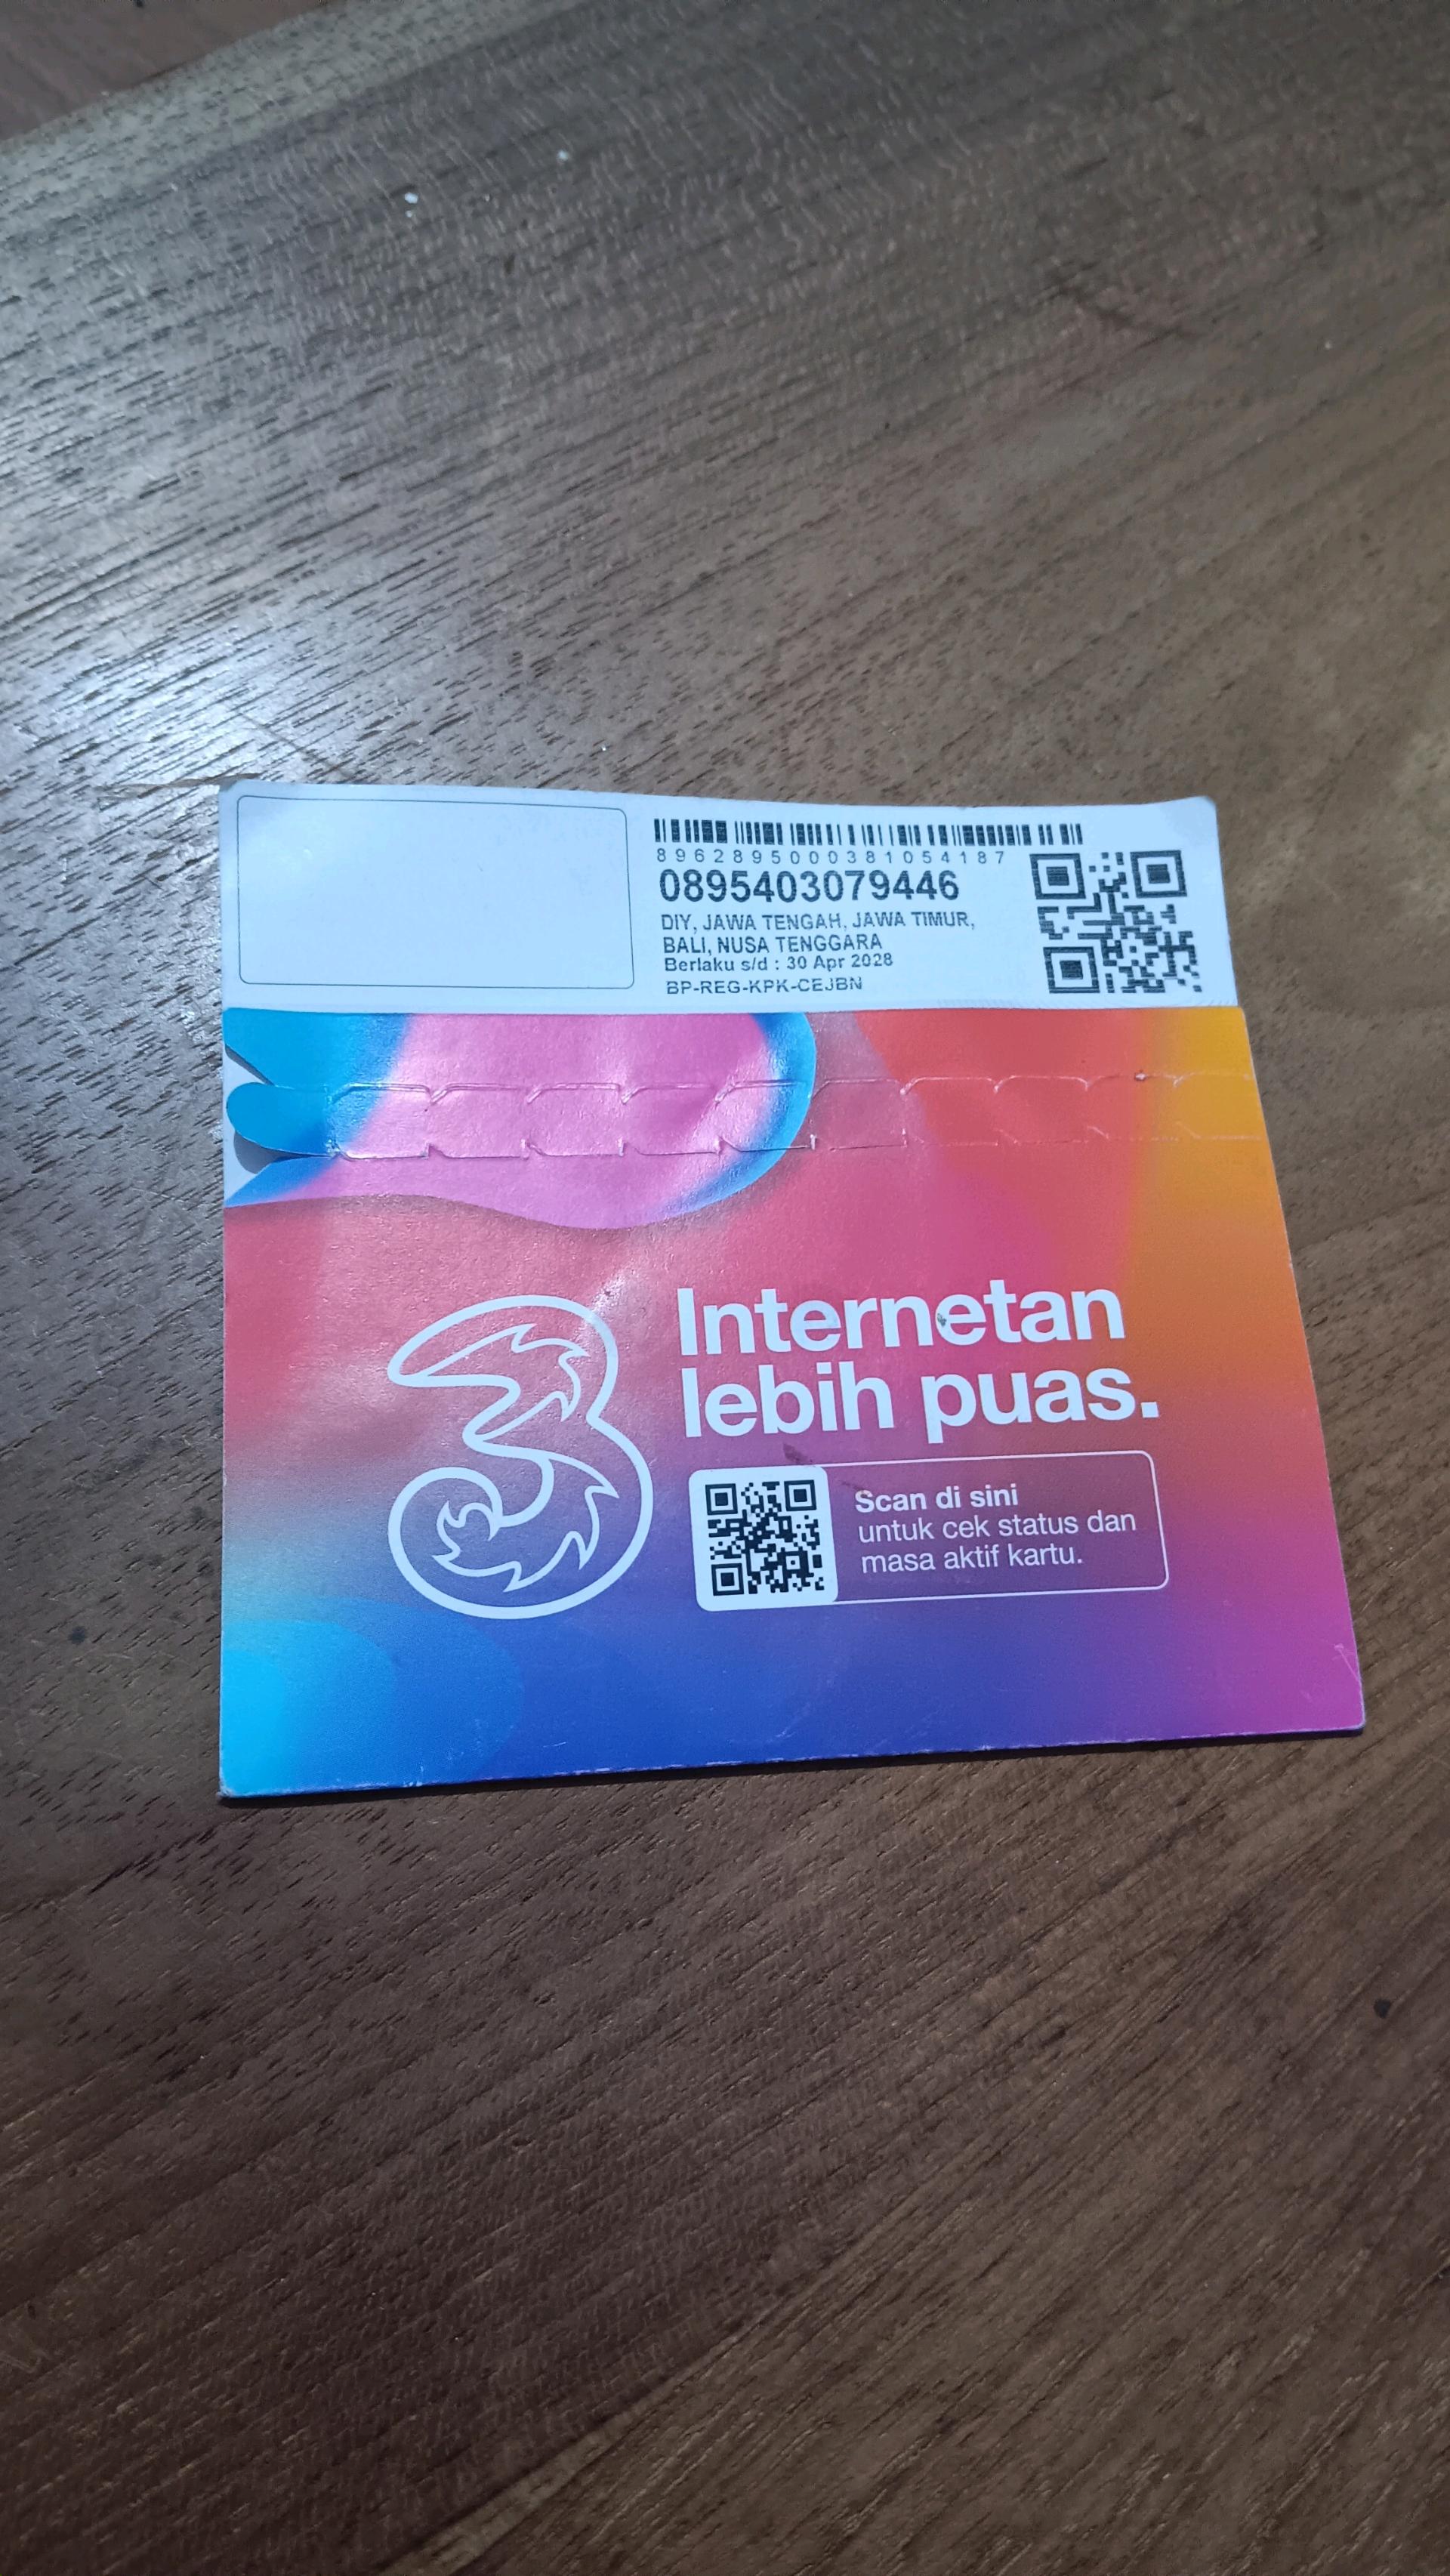 8962895000381054187
0895403079446
DIY, JAWA TENGAH, JAWA TIMUR,
BALI, NUSA TENGGARA
Berlaku s/d : 30 Apr 2028
BP-REG-KPK-CEJBN
3
Internetan
lebih puas.
Scan di sini
untuk cek status dan
masa aktif kartu.